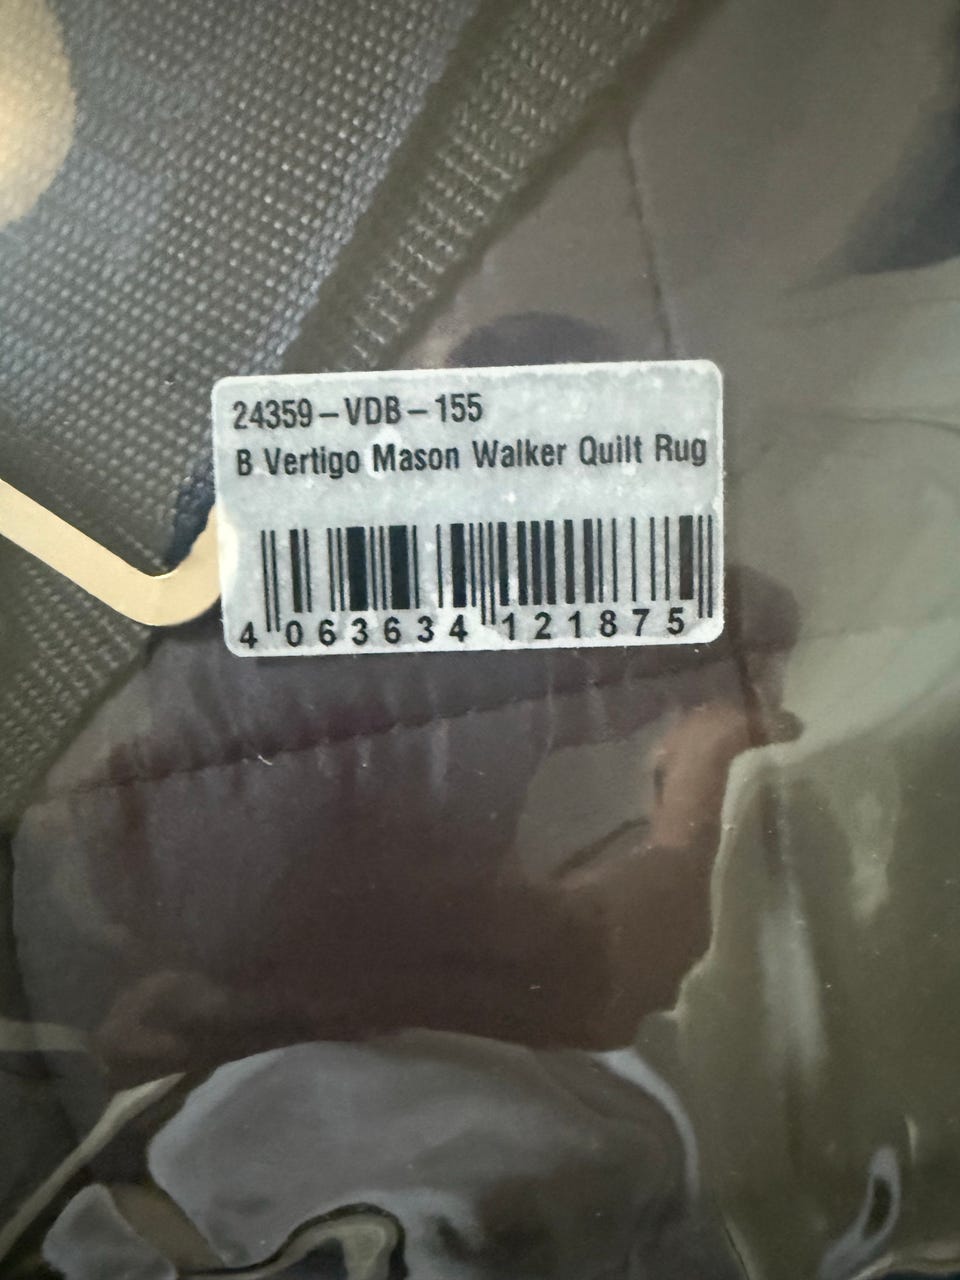 24359-VDB-155
B Vertigo Mason Walker Quilt Rug
4 063634 121875